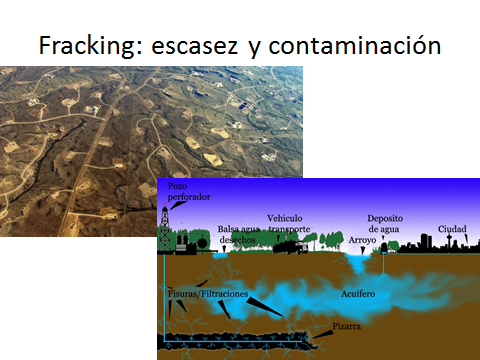 Fracking: escasez y contaminación
Pozo
perforador
Balsa agua
desechos
Vehiculo
transporte
Arroyo
Deposito
de agua
Ciudad
Fisuras/Filtraciones
Acuifero
Pizarra